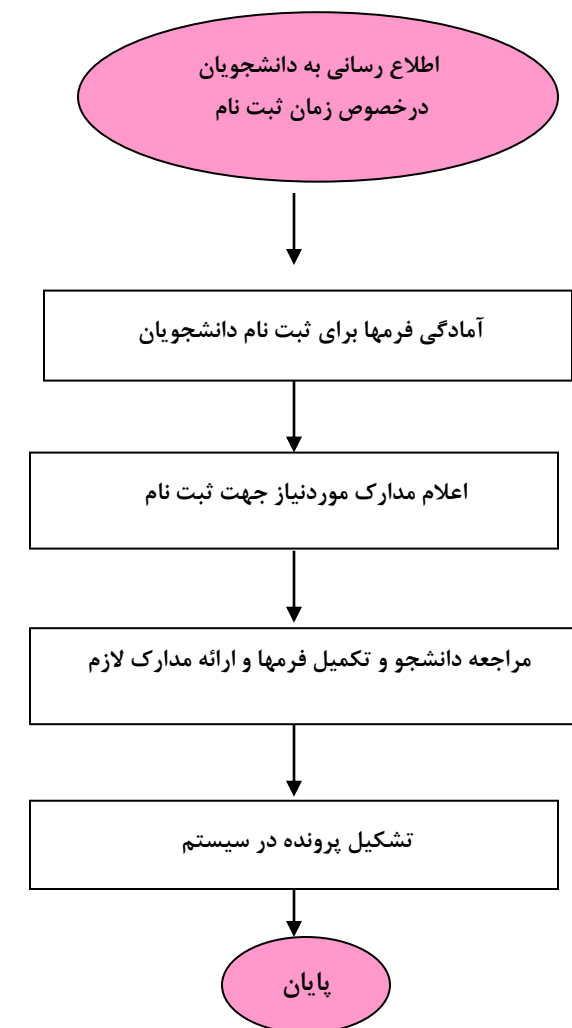 اطلاع رسانی به دانشجویان
درخصوص زمان ثبت نام
آمادگی فرمها برای ثبت نام دانشجویان
اعلام مدارک موردنیاز جهت ثبت نام
مراجعه دانشجو و تکمیل فرمها و ارائه مدارک لازم
تشکیل پرونده در سیستم
پایان